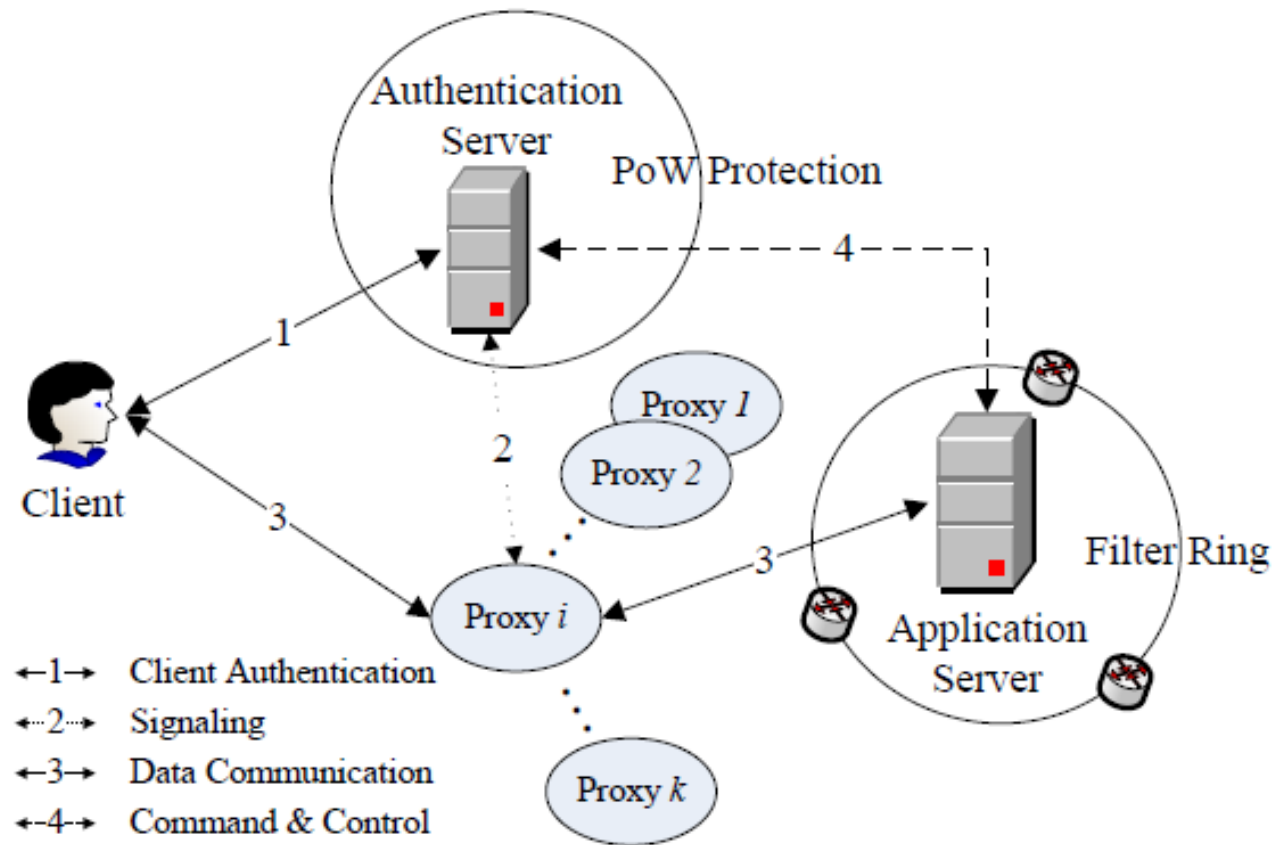 Authentication
Server
PoW Protection
4
1
Client
2
3
Proxy 1
Proxy 2
Proxy i
3
Proxy k
Filter Ring
Application
Server
1 Client Authentication
2 Signaling
3 Data Communication
4 Command & Control